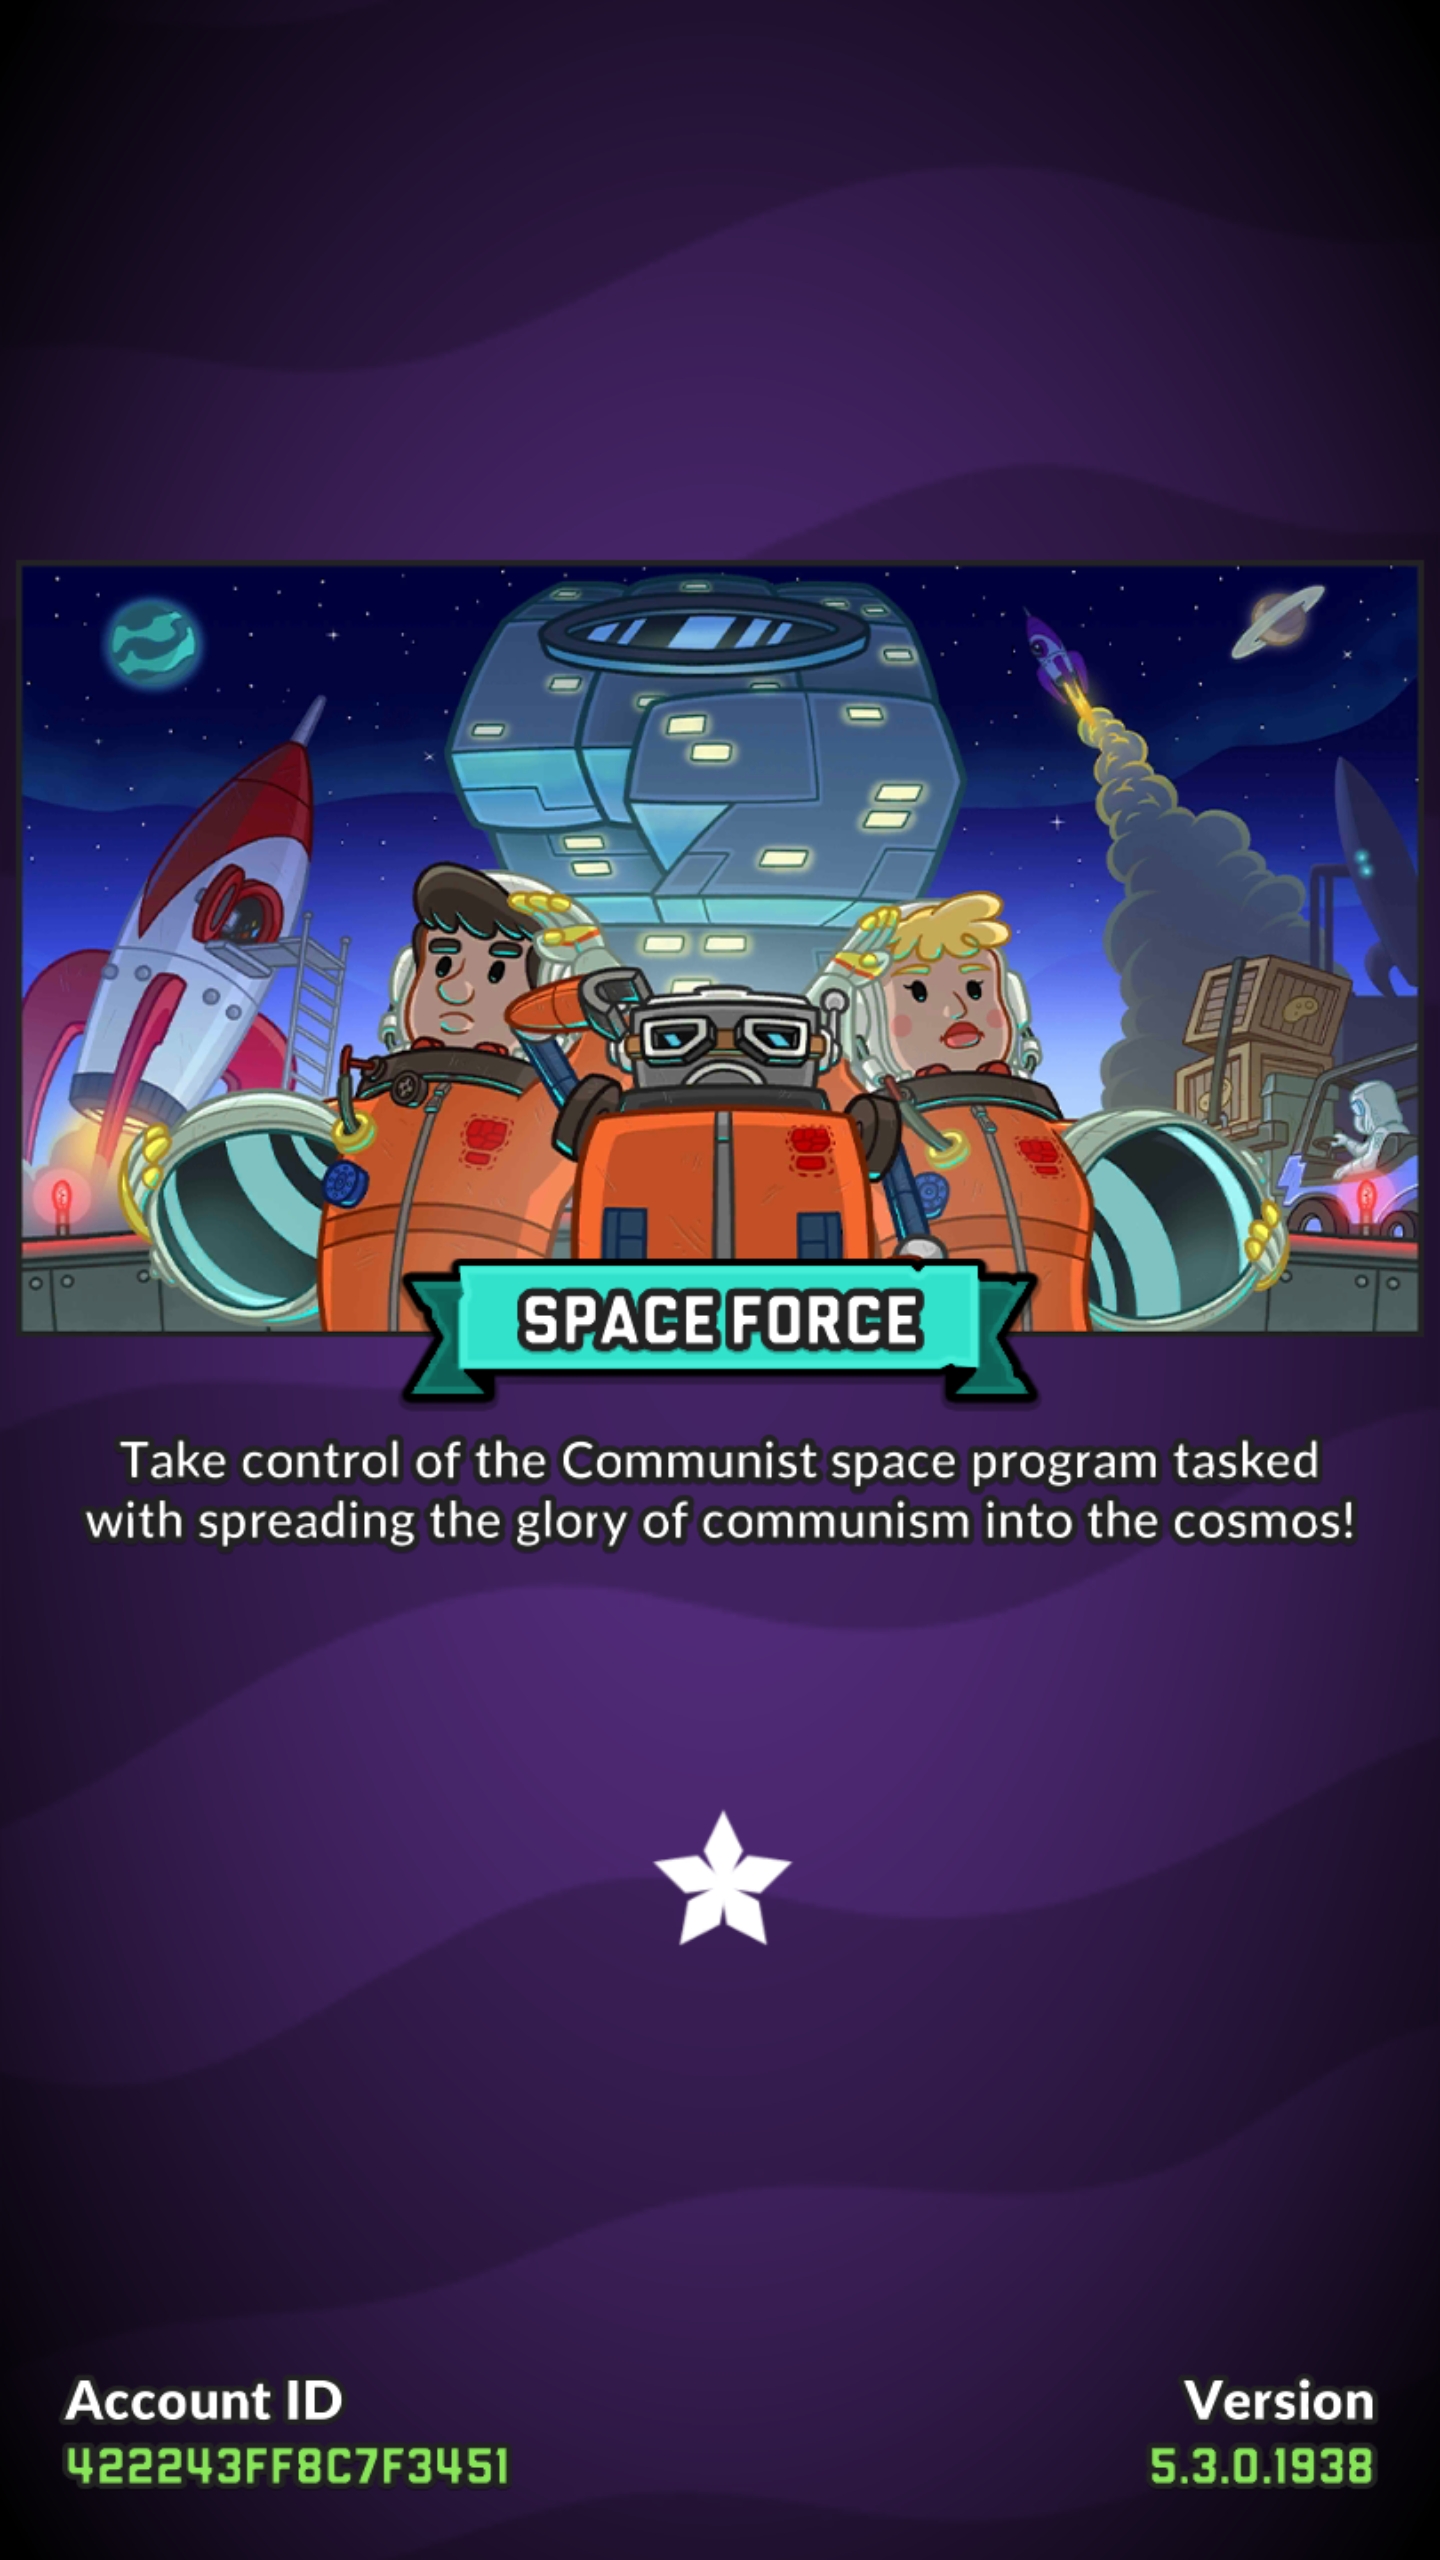 SPACE FORCE
Take control of the Communist space program tasked
with spreading the glory of communism into the cosmos!
Account ID
422243FF8C7F3451
Version
5.3.0.1938